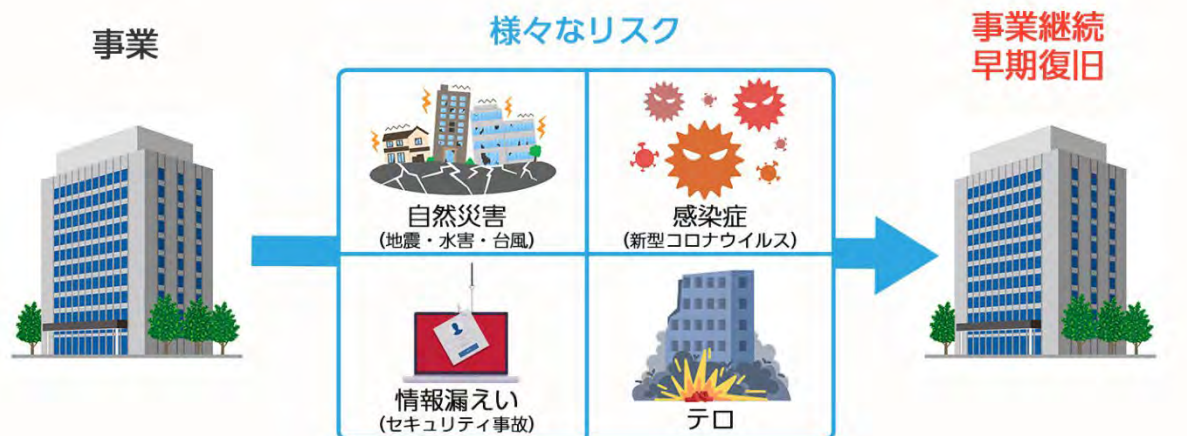 事業
様々なリスク
事業継続
早期復旧
自然災害
(地震・水害・台風)
感染症
(新型コロナウイルス)
情報漏えい
(セキュリティ事故)
テロ